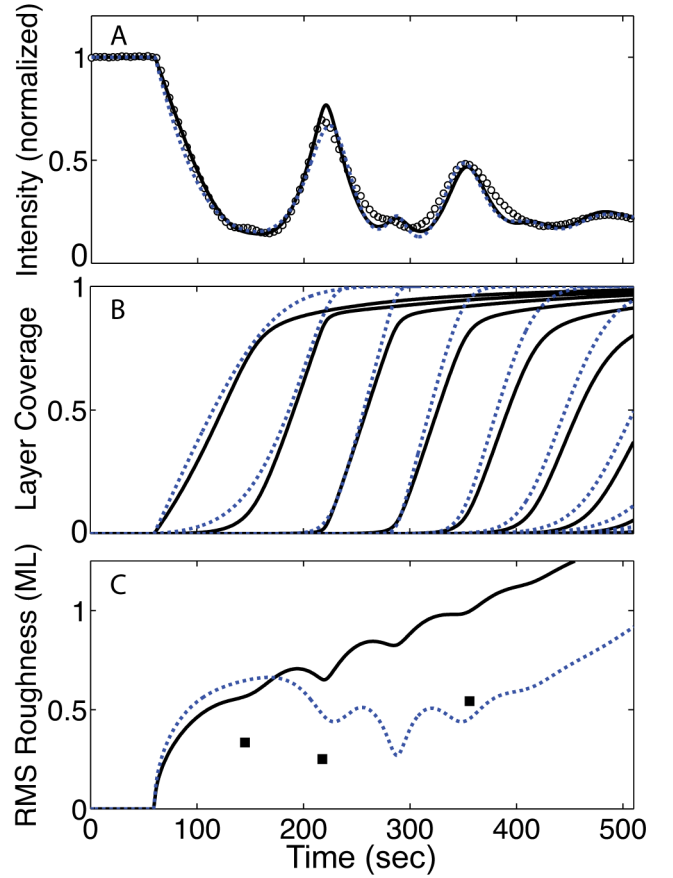 A
Intensity (normalized)
1
0.5
0
B
Layer Coverage
1
0.5
0
C
RMS Roughness (ML)
1
0.5
0
0 100 200 300 400 500
Time (sec)